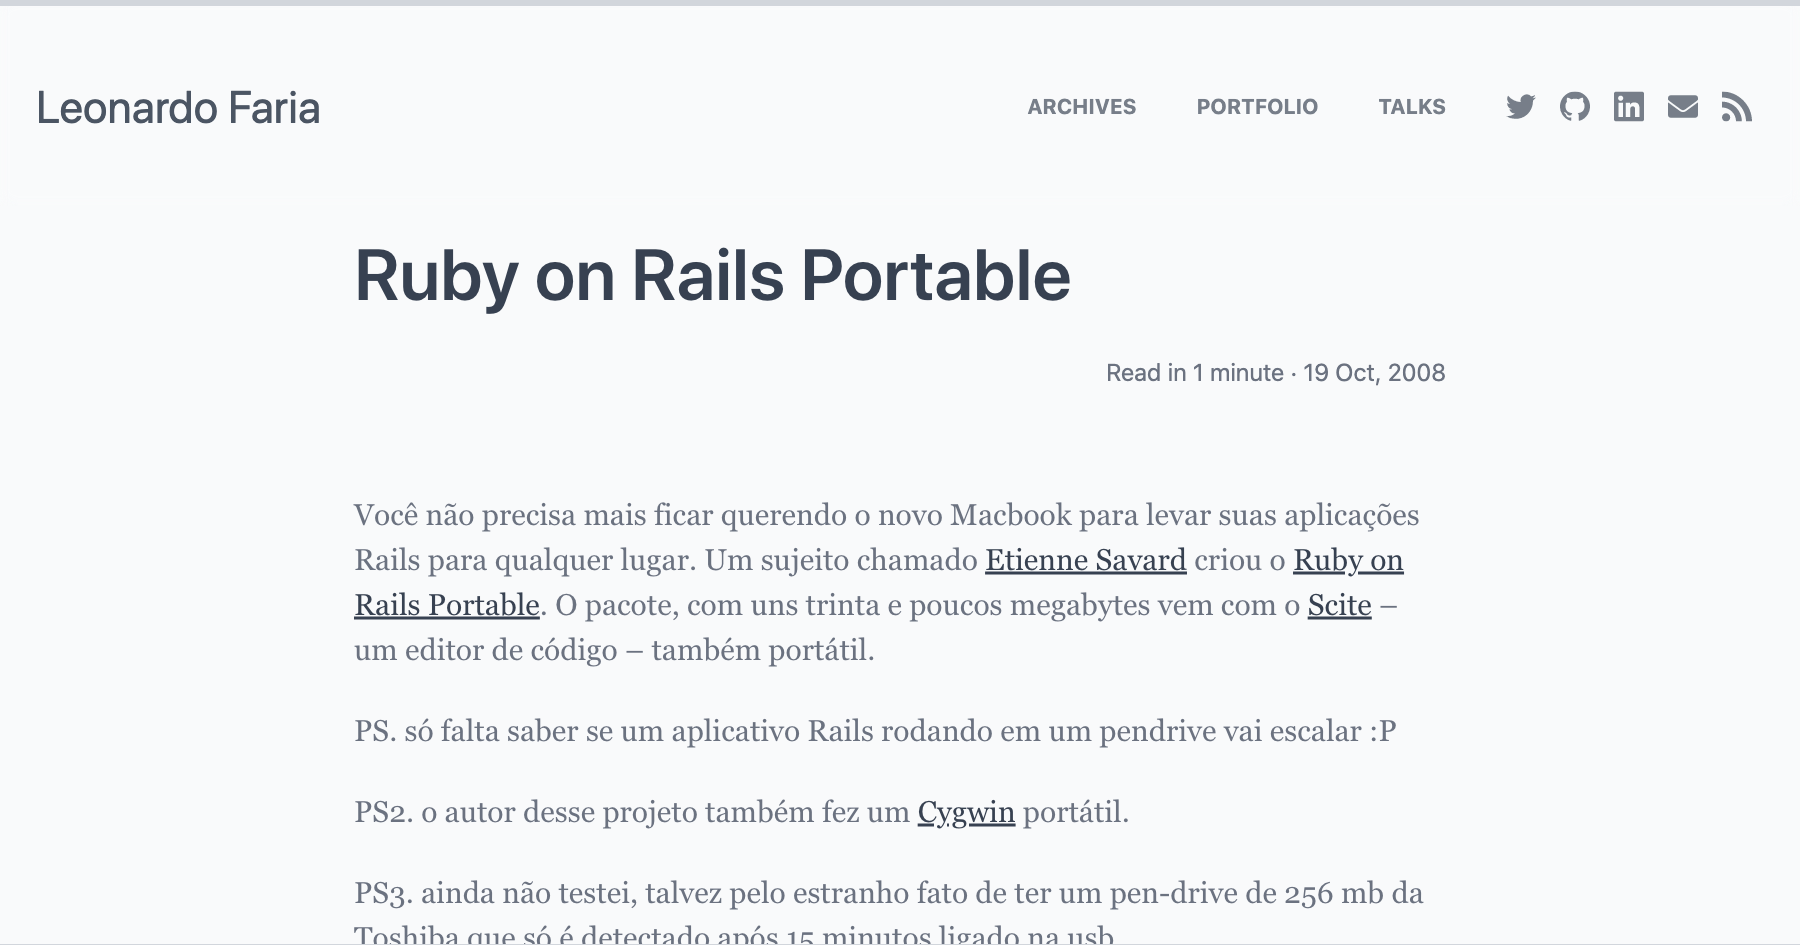 Leonardo Faria
ARCHIVES PORTFOLIO TALKS
Ruby on Rails Portable
Read in 1 minute · 19 Oct, 2008
Você não precisa mais ficar querendo o novo Macbook para levar suas aplicações
Rails para qualquer lugar. Um sujeito chamado Etienne Savard criou o Ruby on
Rails Portable. O pacote, com uns trinta e poucos megabytes vem com o Scite –
um editor de código – também portátil.
PS. só falta saber se um aplicativo Rails rodando em um pendrive vai escalar :P
PS2. o autor desse projeto também fez um Cygwin portátil.
PS3. ainda não testei, talvez pelo estranho fato de ter um pen-drive de 256 mb da
Toshiba que só é detectado após 15 minutos ligado na usb